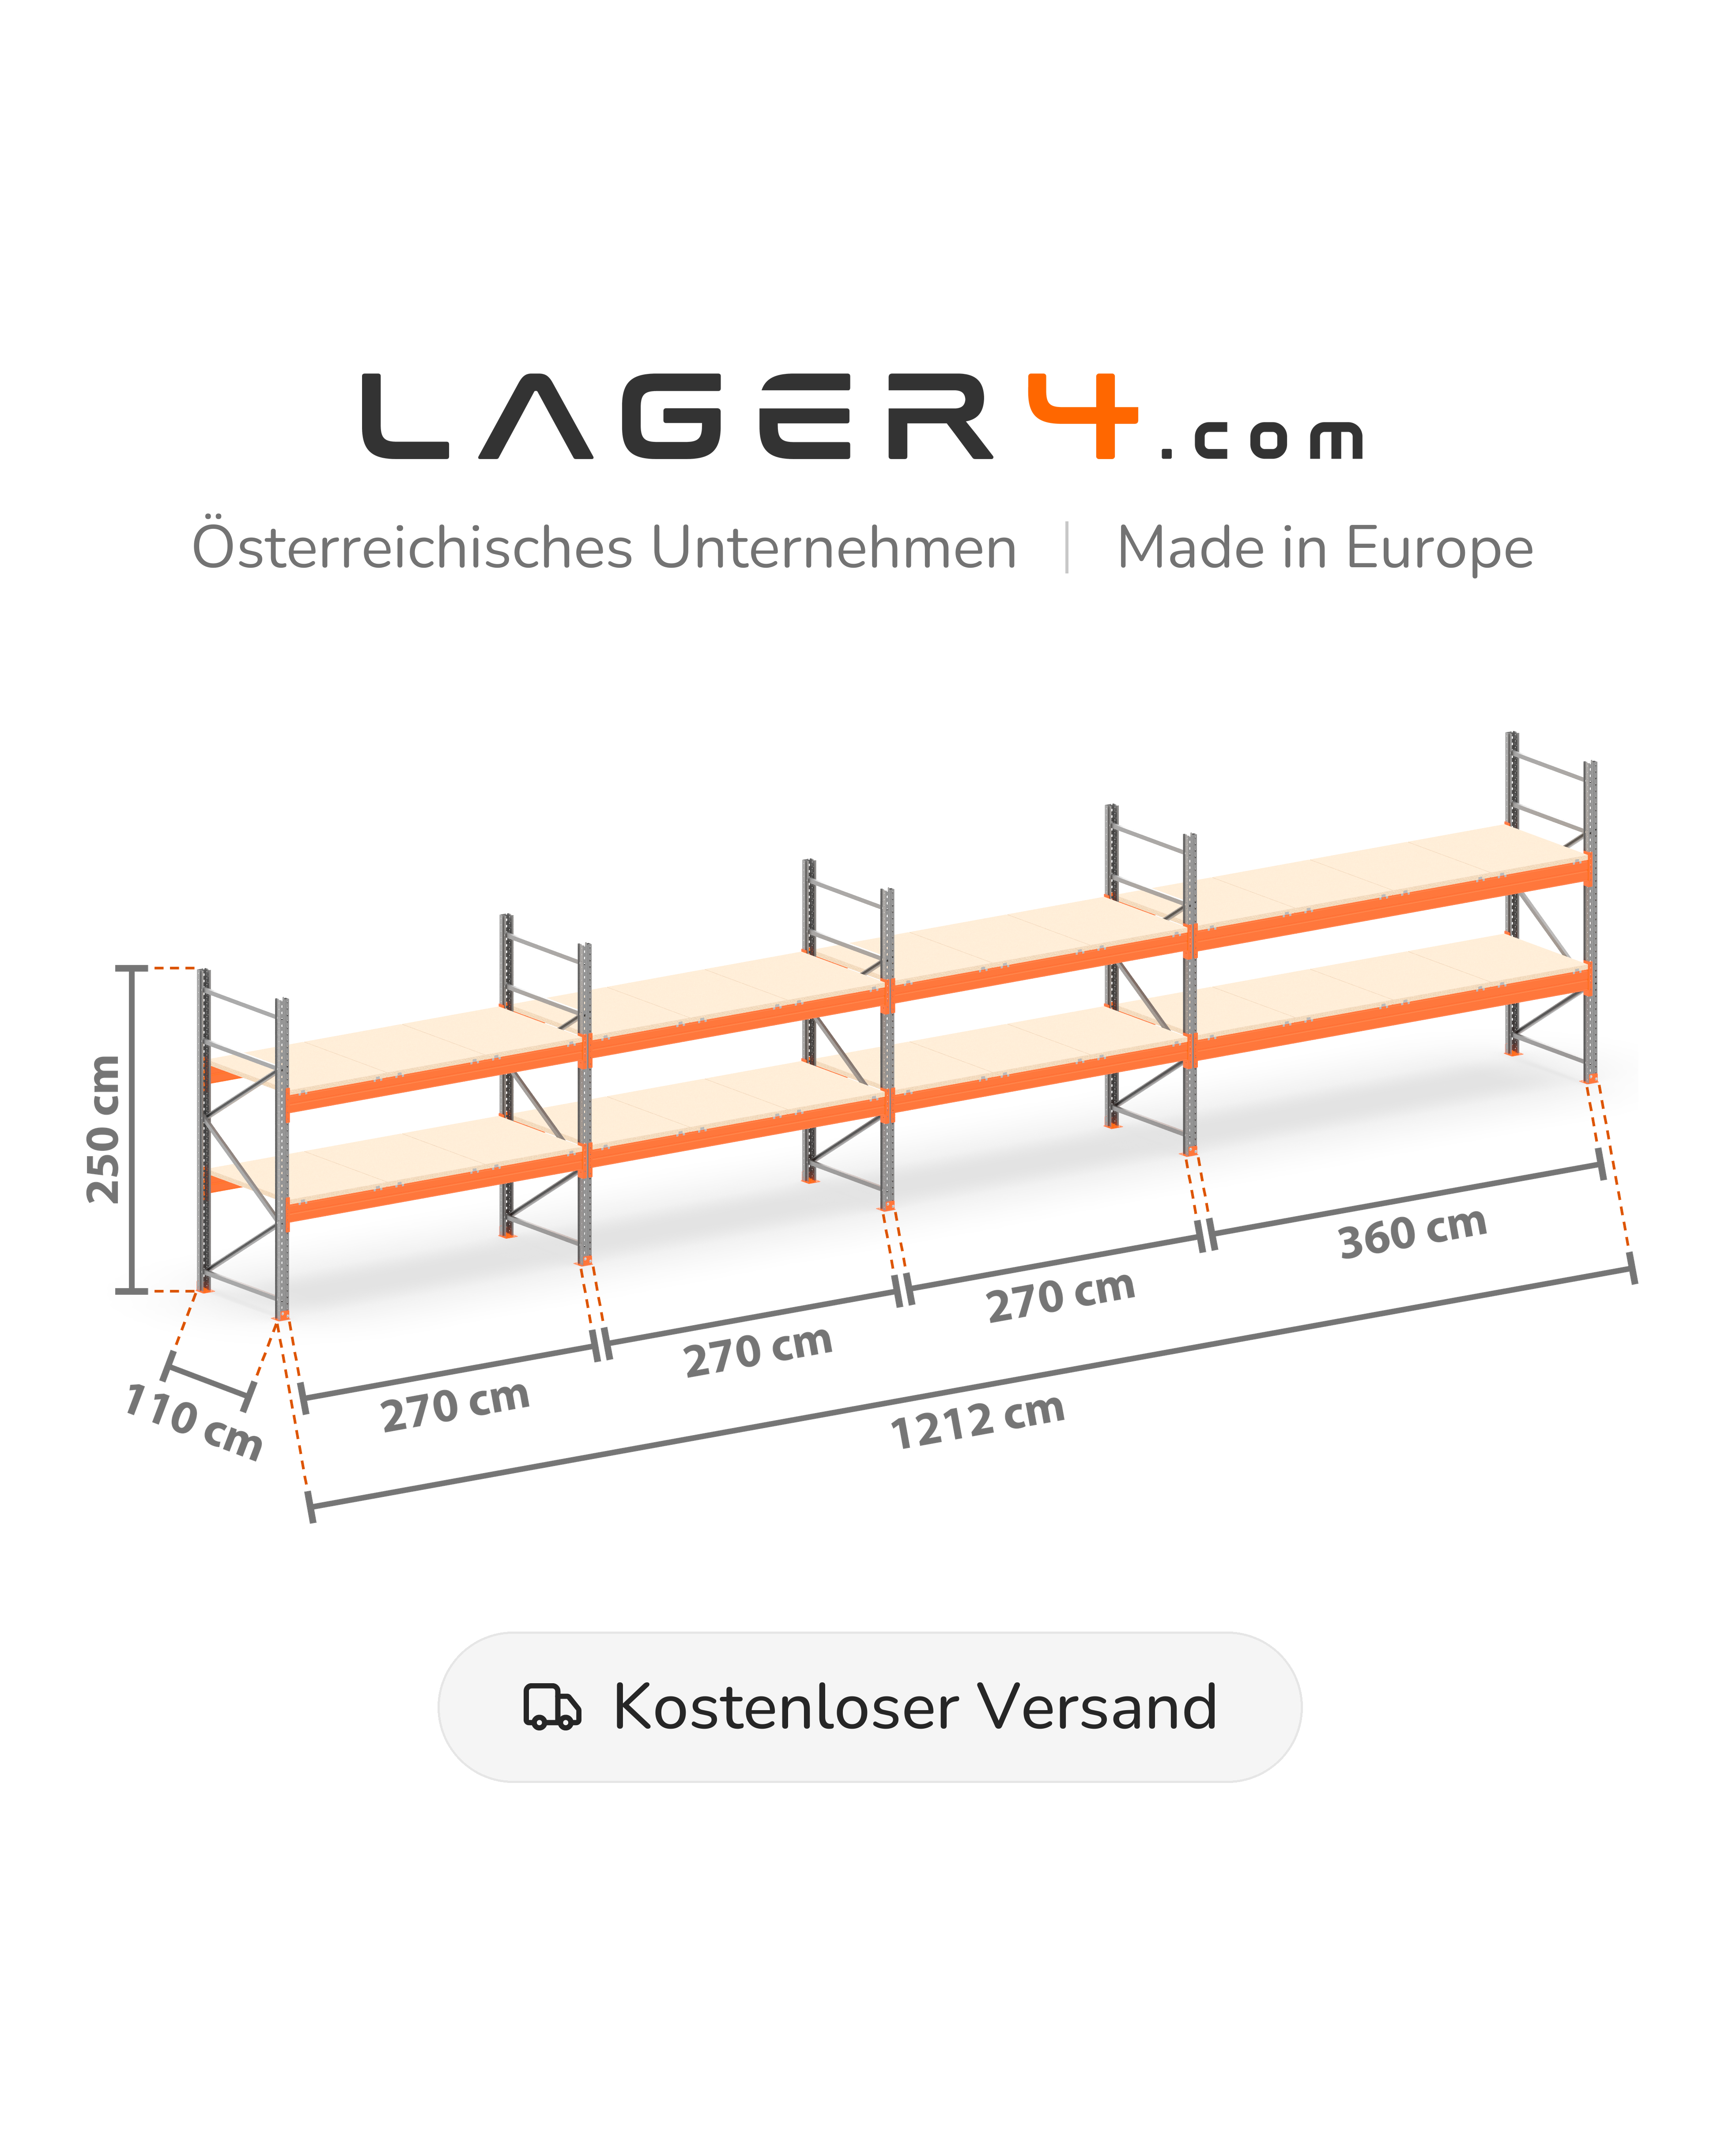 LAGER4.com
Österreichisches Unternehmen | Made in Europe
250 cm
110 cm
270 cm
270 cm
270 cm
360 cm
1212 cm
Kostenloser Versand